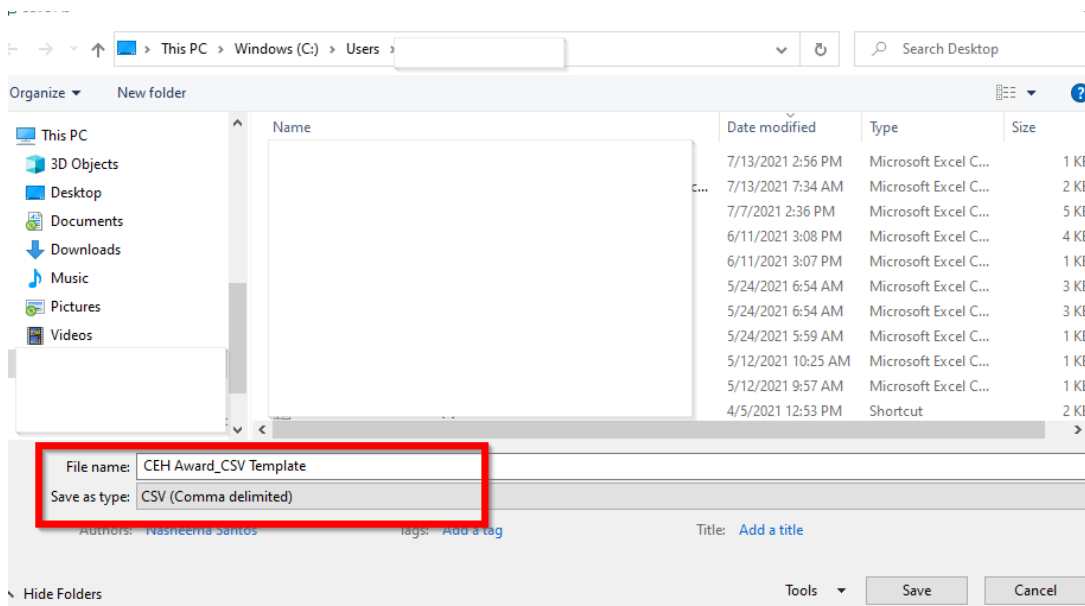 This PC > Windows (C:) > Users >
Search Desktop
Organize
New folder
This PC
3D Objects
Desktop
Documents
Downloads
Music
Pictures
Videos
Name Date modified Type Size
7/13/2021 2:56 PM Microsoft Excel C... 1 KB
c... 7/13/2021 7:34 AM Microsoft Excel C... 2 KB
7/7/2021 2:36 PM Microsoft Excel C... 5 KB
6/11/2021 3:08 PM Microsoft Excel C... 4 KB
6/11/2021 3:07 PM Microsoft Excel C... 1 KB
5/24/2021 6:54 AM Microsoft Excel C... 3 KB
5/24/2021 6:54 AM Microsoft Excel C... 3 KB
5/24/2021 5:59 AM Microsoft Excel C... 1 KB
5/12/2021 10:25 AM Microsoft Excel C... 1 KB
5/12/2021 9:57 AM Microsoft Excel C... 1 KB
4/5/2021 12:53 PM Shortcut 2 KB
File name: CEH Award_CSV Template
Save as type: CSV (Comma delimited)
Authors: Nasheema Santos Tags: Add a tag Title: Add a title
Hide Folders
Tools Save Cancel